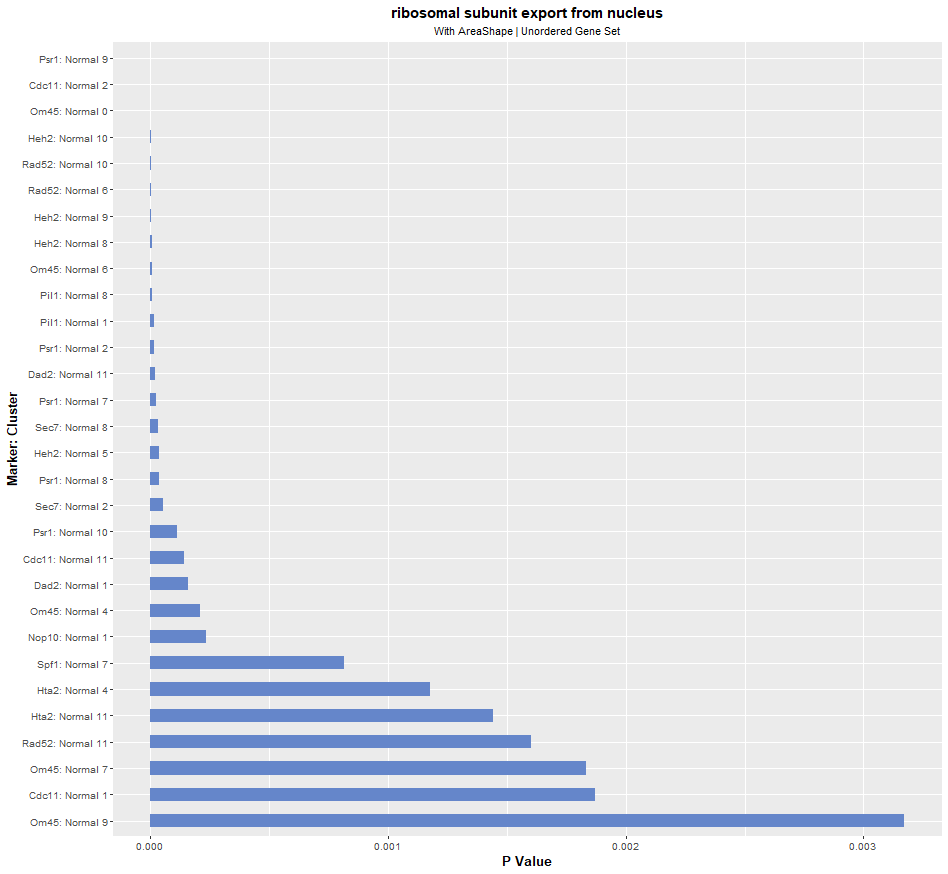 ribosomal subunit export from nucleus
With AreaShape | Unordered Gene Set
Marker: Cluster
Psr1: Normal 9
Cdc11: Normal 2
Om45: Normal 0
Heh2: Normal 10
Rad52: Normal 10
Rad52: Normal 6
Heh2: Normal 9
Heh2: Normal 8
Om45: Normal 6
Pil1: Normal 8
Pil1: Normal 1
Psr1: Normal 2
Dad2: Normal 11
Psr1: Normal 7
Sec7: Normal 8
Heh2: Normal 5
Psr1: Normal 8
Sec7: Normal 2
Psr1: Normal 10
Cdc11: Normal 11
Dad2: Normal 1
Om45: Normal 4
Nop10: Normal 1
Spf1: Normal 7
Hta2: Normal 4
Hta2: Normal 11
Rad52: Normal 11
Om45: Normal 7
Cdc11: Normal 1
Om45: Normal 9
0.000 0.001 0.002 0.003
P Value